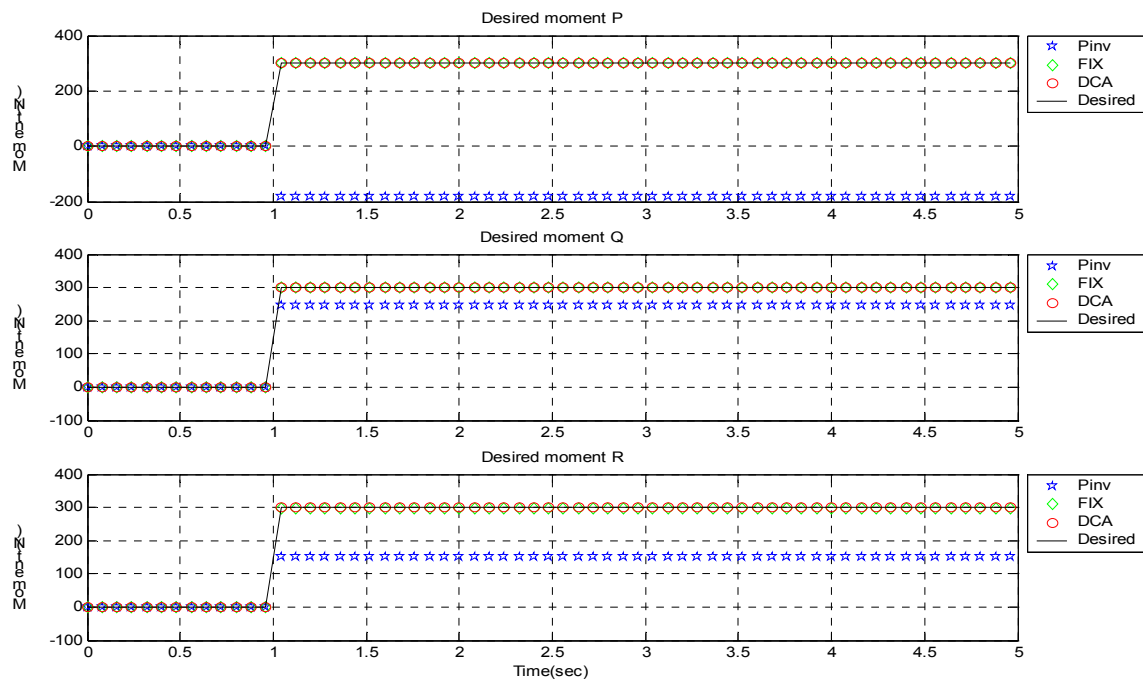 Desired moment P
400
200
0
-200
0 0.5 1 1.5 2 2.5 3 3.5 4 4.5 5
Pinv
FIX
DCA
Desired
Desired moment Q
400
300
200
100
0
-100
0 0.5 1 1.5 2 2.5 3 3.5 4 4.5 5
Pinv
FIX
DCA
Desired
Desired moment R
400
300
200
100
0
-100
0 0.5 1 1.5 2 2.5 3 3.5 4 4.5 5
Time(sec)
Pinv
FIX
DCA
Desired